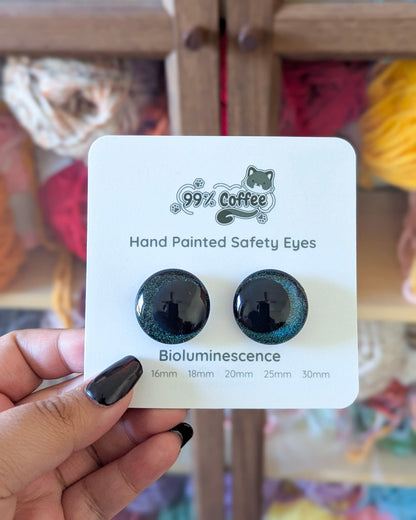 99% Coffee
Hand Painted Safety Eyes
Bioluminescence
16mm 18mm 20mm 25mm 30mm